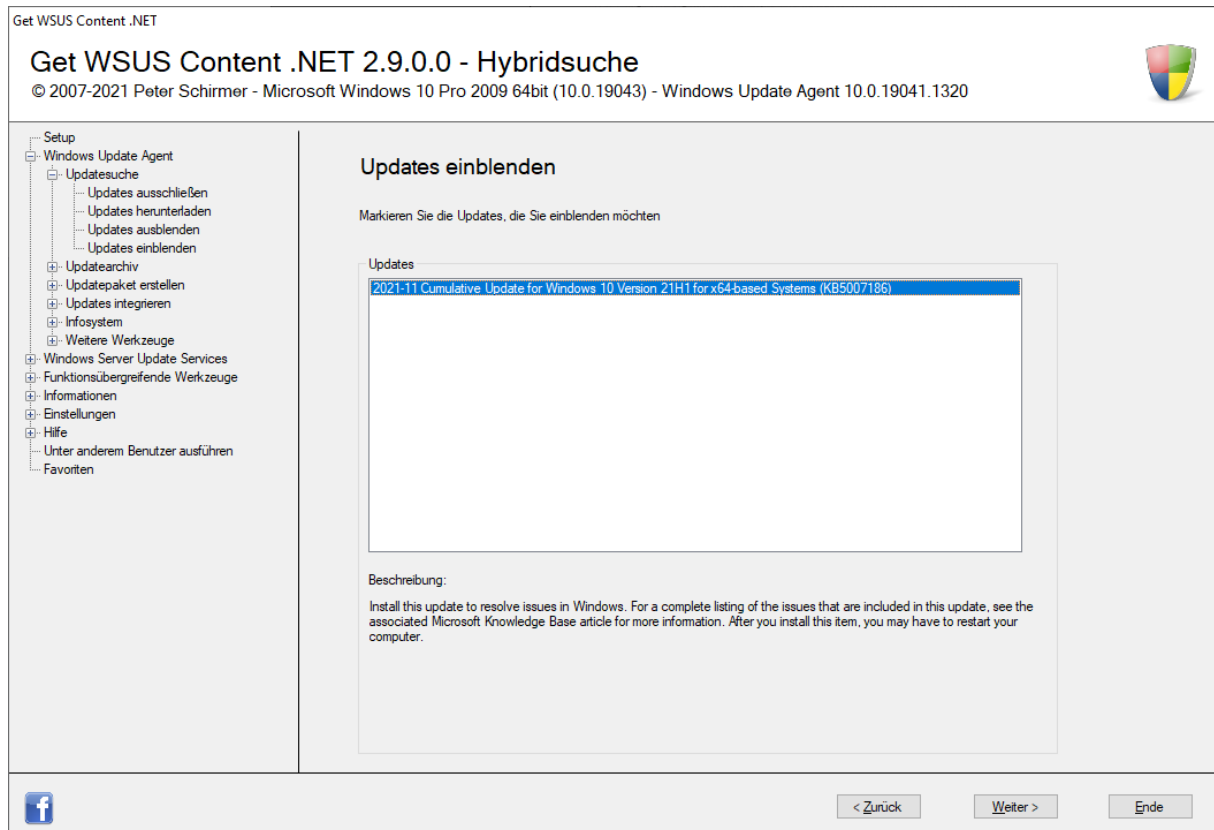 Get WSUS Content .NET
Get WSUS Content .NET 2.9.0.0 - Hybridsuche
© 2007-2021 Peter Schirmer - Microsoft Windows 10 Pro 2009 64bit (10.0.19043) - Windows Update Agent 10.0.19041.1320
Setup
Windows Update Agent
Updatesuche
Updates ausschließen
Updates herunterladen
Updates ausblenden
Updates einblenden
Updatearchiv
Updatepaket erstellen
Updates integrieren
Infosystem
Weitere Werkzeuge
Windows Server Update Services
Funktionsübergreifende Werkzeuge
Informationen
Einstellungen
Hilfe
Unter anderem Benutzer ausführen
Favoriten
Updates einblenden
Markieren Sie die Updates, die Sie einblenden möchten
Updates
2021-11 Cumulative Update for Windows 10 Version 21H1 for x64-based Systems (KB5007186)
Beschreibung:
Install this update to resolve issues in Windows. For a complete listing of the issues that are included in this update, see the
associated Microsoft Knowledge Base article for more information. After you install this item, you may have to restart your
computer.
< Zurück
Weiter >
Ende